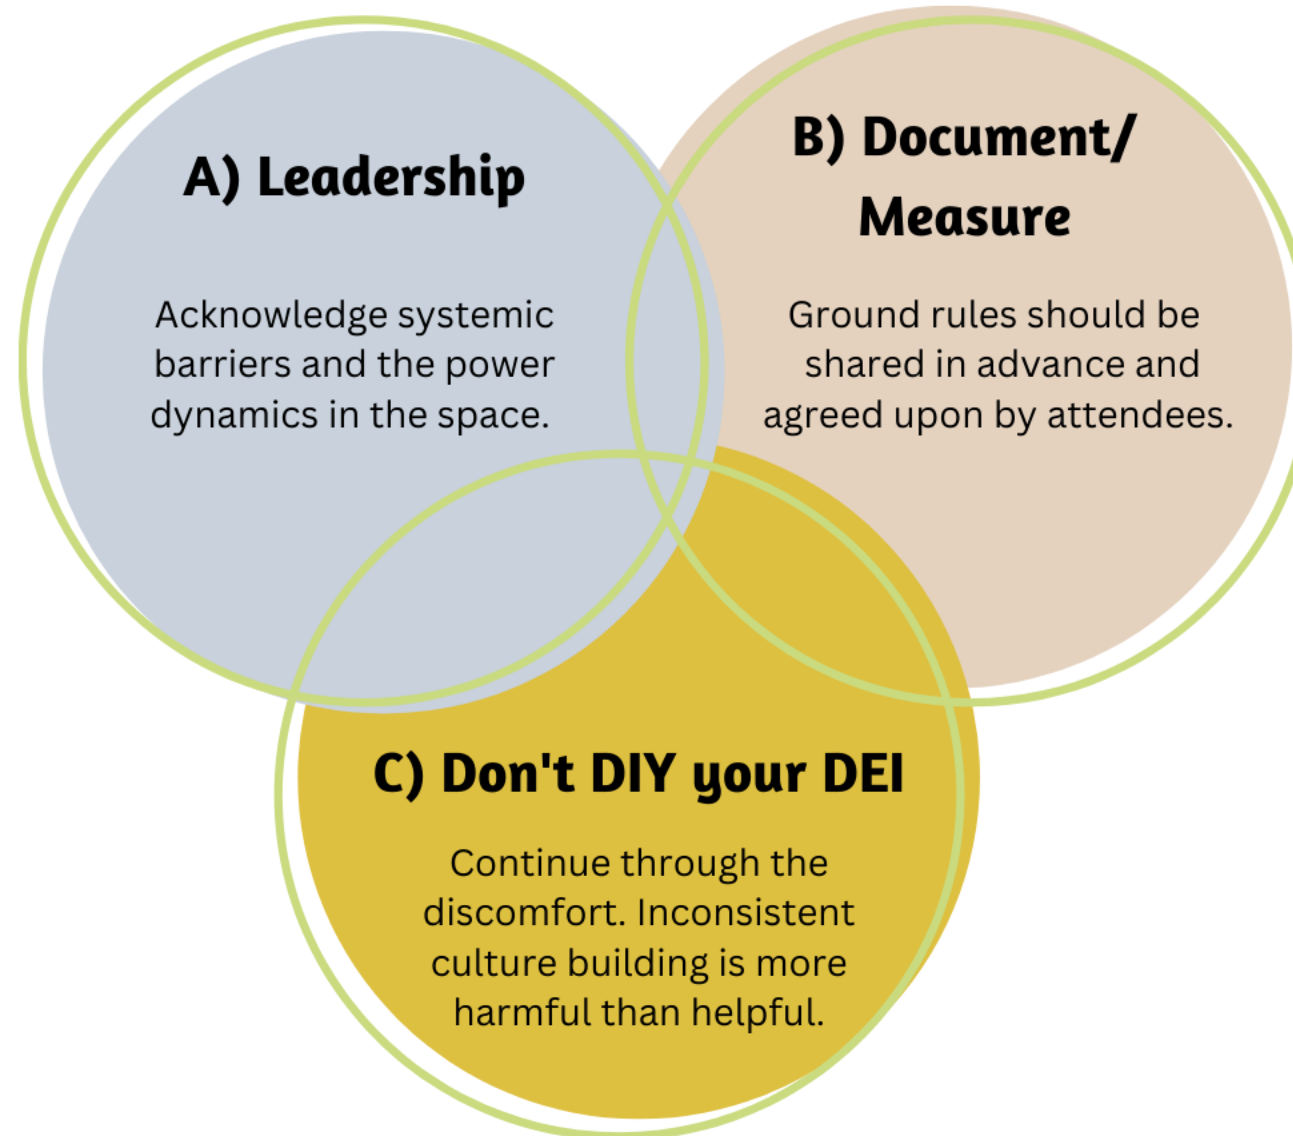 A) Leadership
Acknowledge systemic
barriers and the power
dynamics in the space.
B) Document/
Measure
Ground rules should be
shared in advance and
agreed upon by attendees.
C) Don't DIY your DEI
Continue through the
discomfort. Inconsistent
culture building is more
harmful than helpful.